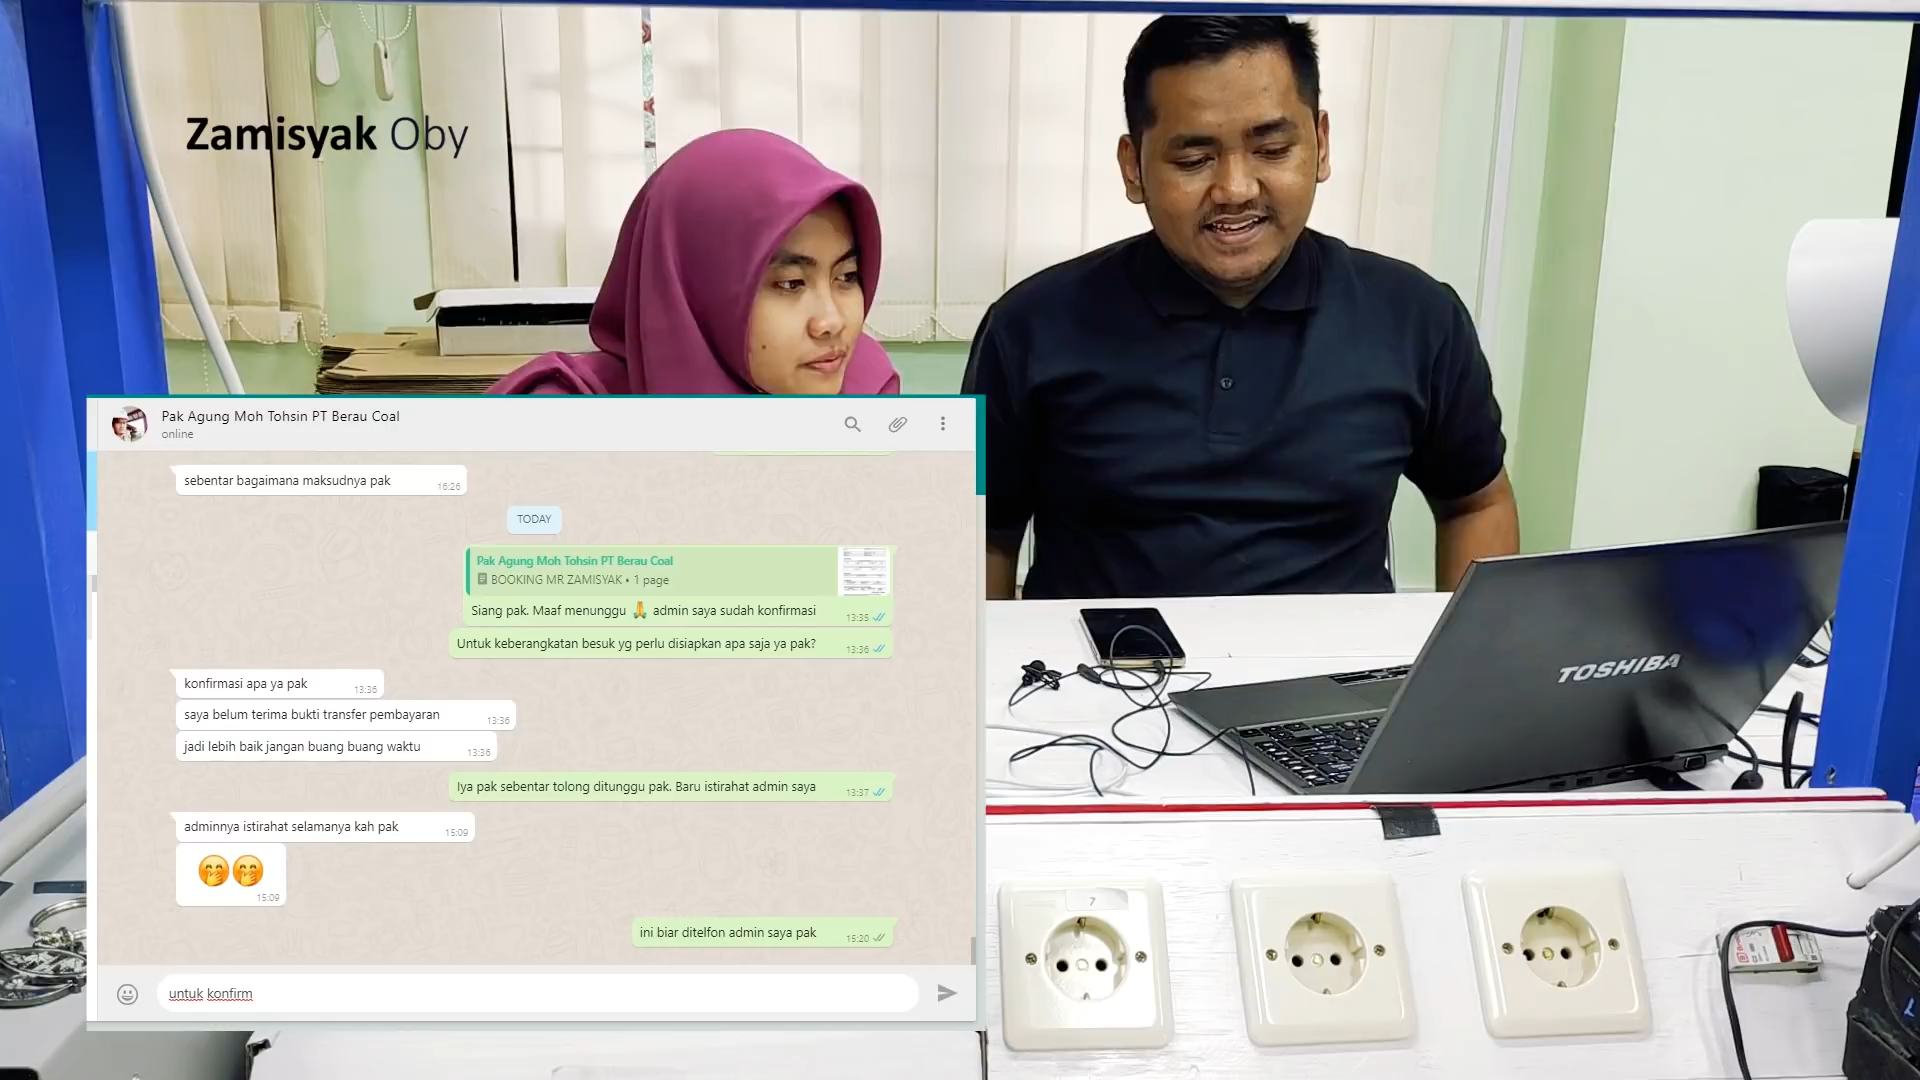 Zamisyak Oby
Pak Agung Moh Tohsin PT Berau Coal
online
sebentar bagaimana maksudnya pak
16:26
TODAY
Pak Agung Moh Tohsin PT Berau Coal
BOOKING MR ZAMISYAK • 1 page
Siang pak. Maaf menunggu 🙏 admin saya sudah konfirmasi
13:35
Untuk keberangkatan besuk yg perlu disiapkan apa saja ya pak?
13:36
konfirmasi apa ya pak
13:36
saya belum terima bukti transfer pembayaran
13:36
jadi lebih baik jangan buang buang waktu
13:36
Iya pak sebentar tolong ditunggu pak. Baru istirahat admin saya
13:37
adminnya istirahat selamanya kah pak
15:09
🤭🤭
15:09
ini biar ditelfon admin saya pak
15:20
untuk konfirm
TOSHIBA
7